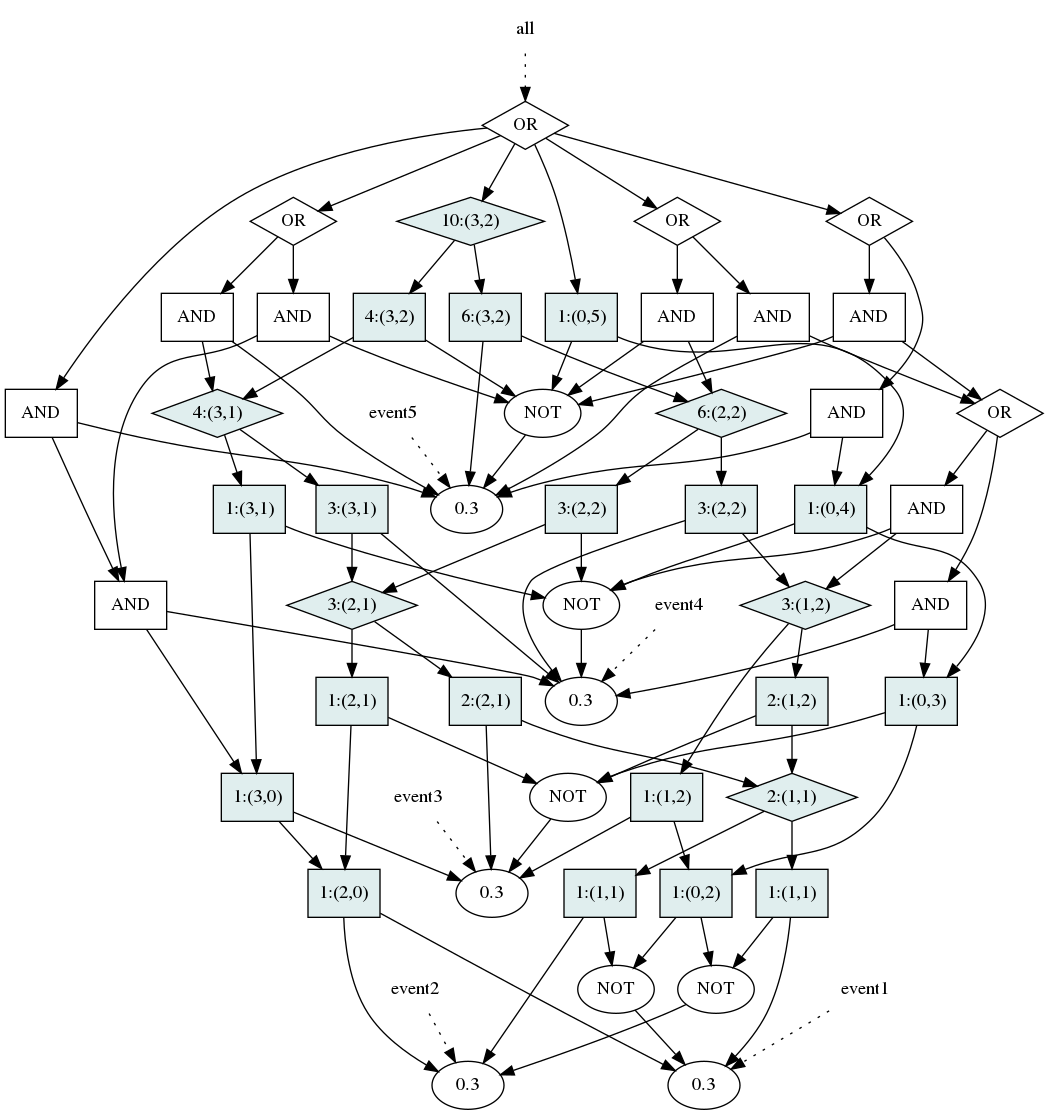 all
OR
OR
10:(3,2)
OR
OR
AND
AND
4:(3,2)
6:(3,2)
1:(0,5)
AND
AND
AND
AND
4:(3,1)
event5
NOT
6:(2,2)
AND
OR
1:(3,1)
3:(3,1)
0.3
3:(2,2)
3:(2,2)
1:(0,4)
AND
AND
3:(2,1)
NOT
event4
3:(1,2)
AND
1:(2,1)
2:(2,1)
0.3
2:(1,2)
1:(0,3)
1:(3,0)
event3
NOT
1:(1,2)
2:(1,1)
1:(2,0)
0.3
1:(1,1)
1:(0,2)
1:(1,1)
event2
NOT
NOT
event1
0.3
0.3